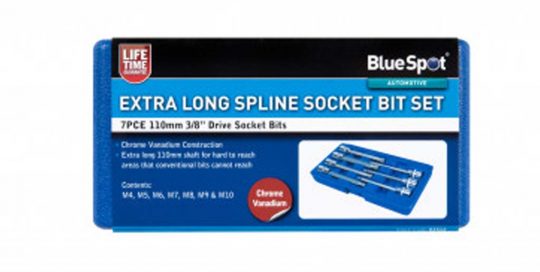 LIFE
TIME
GUARANTEE
BlueSpot
AUTOMOTIVE
EXTRA LONG SPLINE SOCKET BIT SET
7PCE 110mm 3/8" Drive Socket Bits
• Chrome Vanadium Construction
• Extra long 110mm shaft for hard to reach
areas that conventional bits cannot reach
Contents:
M4, M5, M6, M7, M8, M9 & M10
Chrome
Vanadium